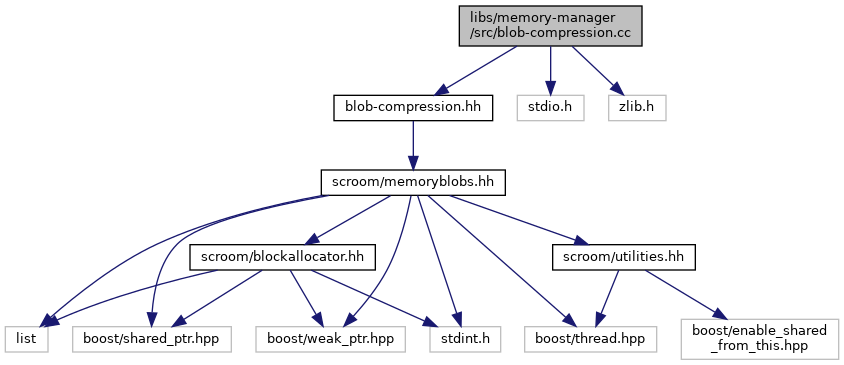 libs/memory-manager
/src/blob-compression.cc
blob-compression.hh
stdio.h
zlib.h
scroom/memoryblobs.hh
scroom/blockallocator.hh
scroom/utilities.hh
list
boost/shared_ptr.hpp
boost/weak_ptr.hpp
stdint.h
boost/thread.hpp
boost/enable_shared
_from_this.hpp